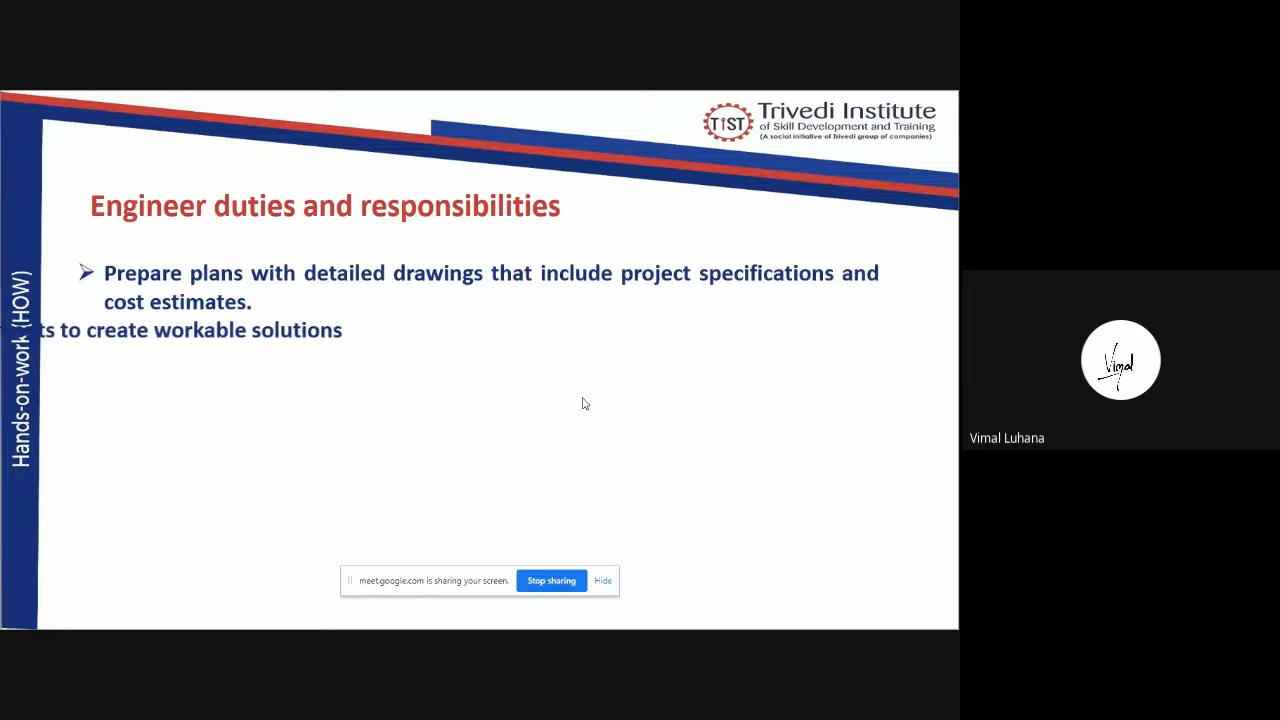 TIST
Trivedi Institute
of Skill Development and Training
(A social initiative of Trivedi group of companies)
Engineer duties and responsibilities
Prepare plans with detailed drawings that include project specifications and
cost estimates.
to create workable solutions
Hands-on-work (HOW)
meet.google.com is sharing your screen.
Stop sharing
Hide
Vimal
Vimal Luhana